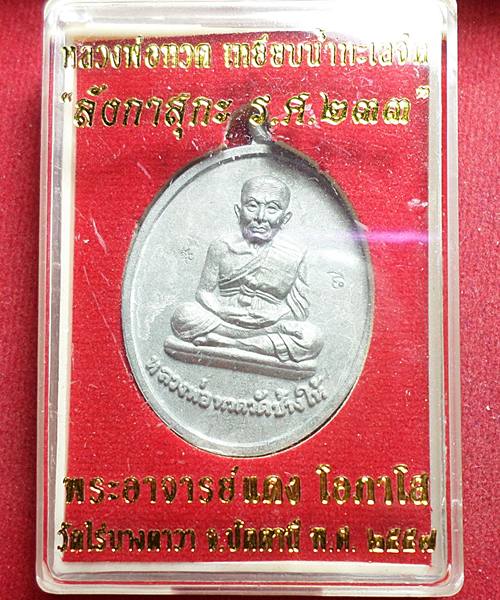 หลวงพ่อทวด เหยียบน้ำทะเลจืด
"ลังกาสุกะ ร.ศ.๒๓๓"
หลวงพ่อทวดวัดช้างให้
พระอาจารย์แดง โอภาโส
วัดไร่บางตาวา จ.ปัตตานี พ.ศ. ๒๕๕๗